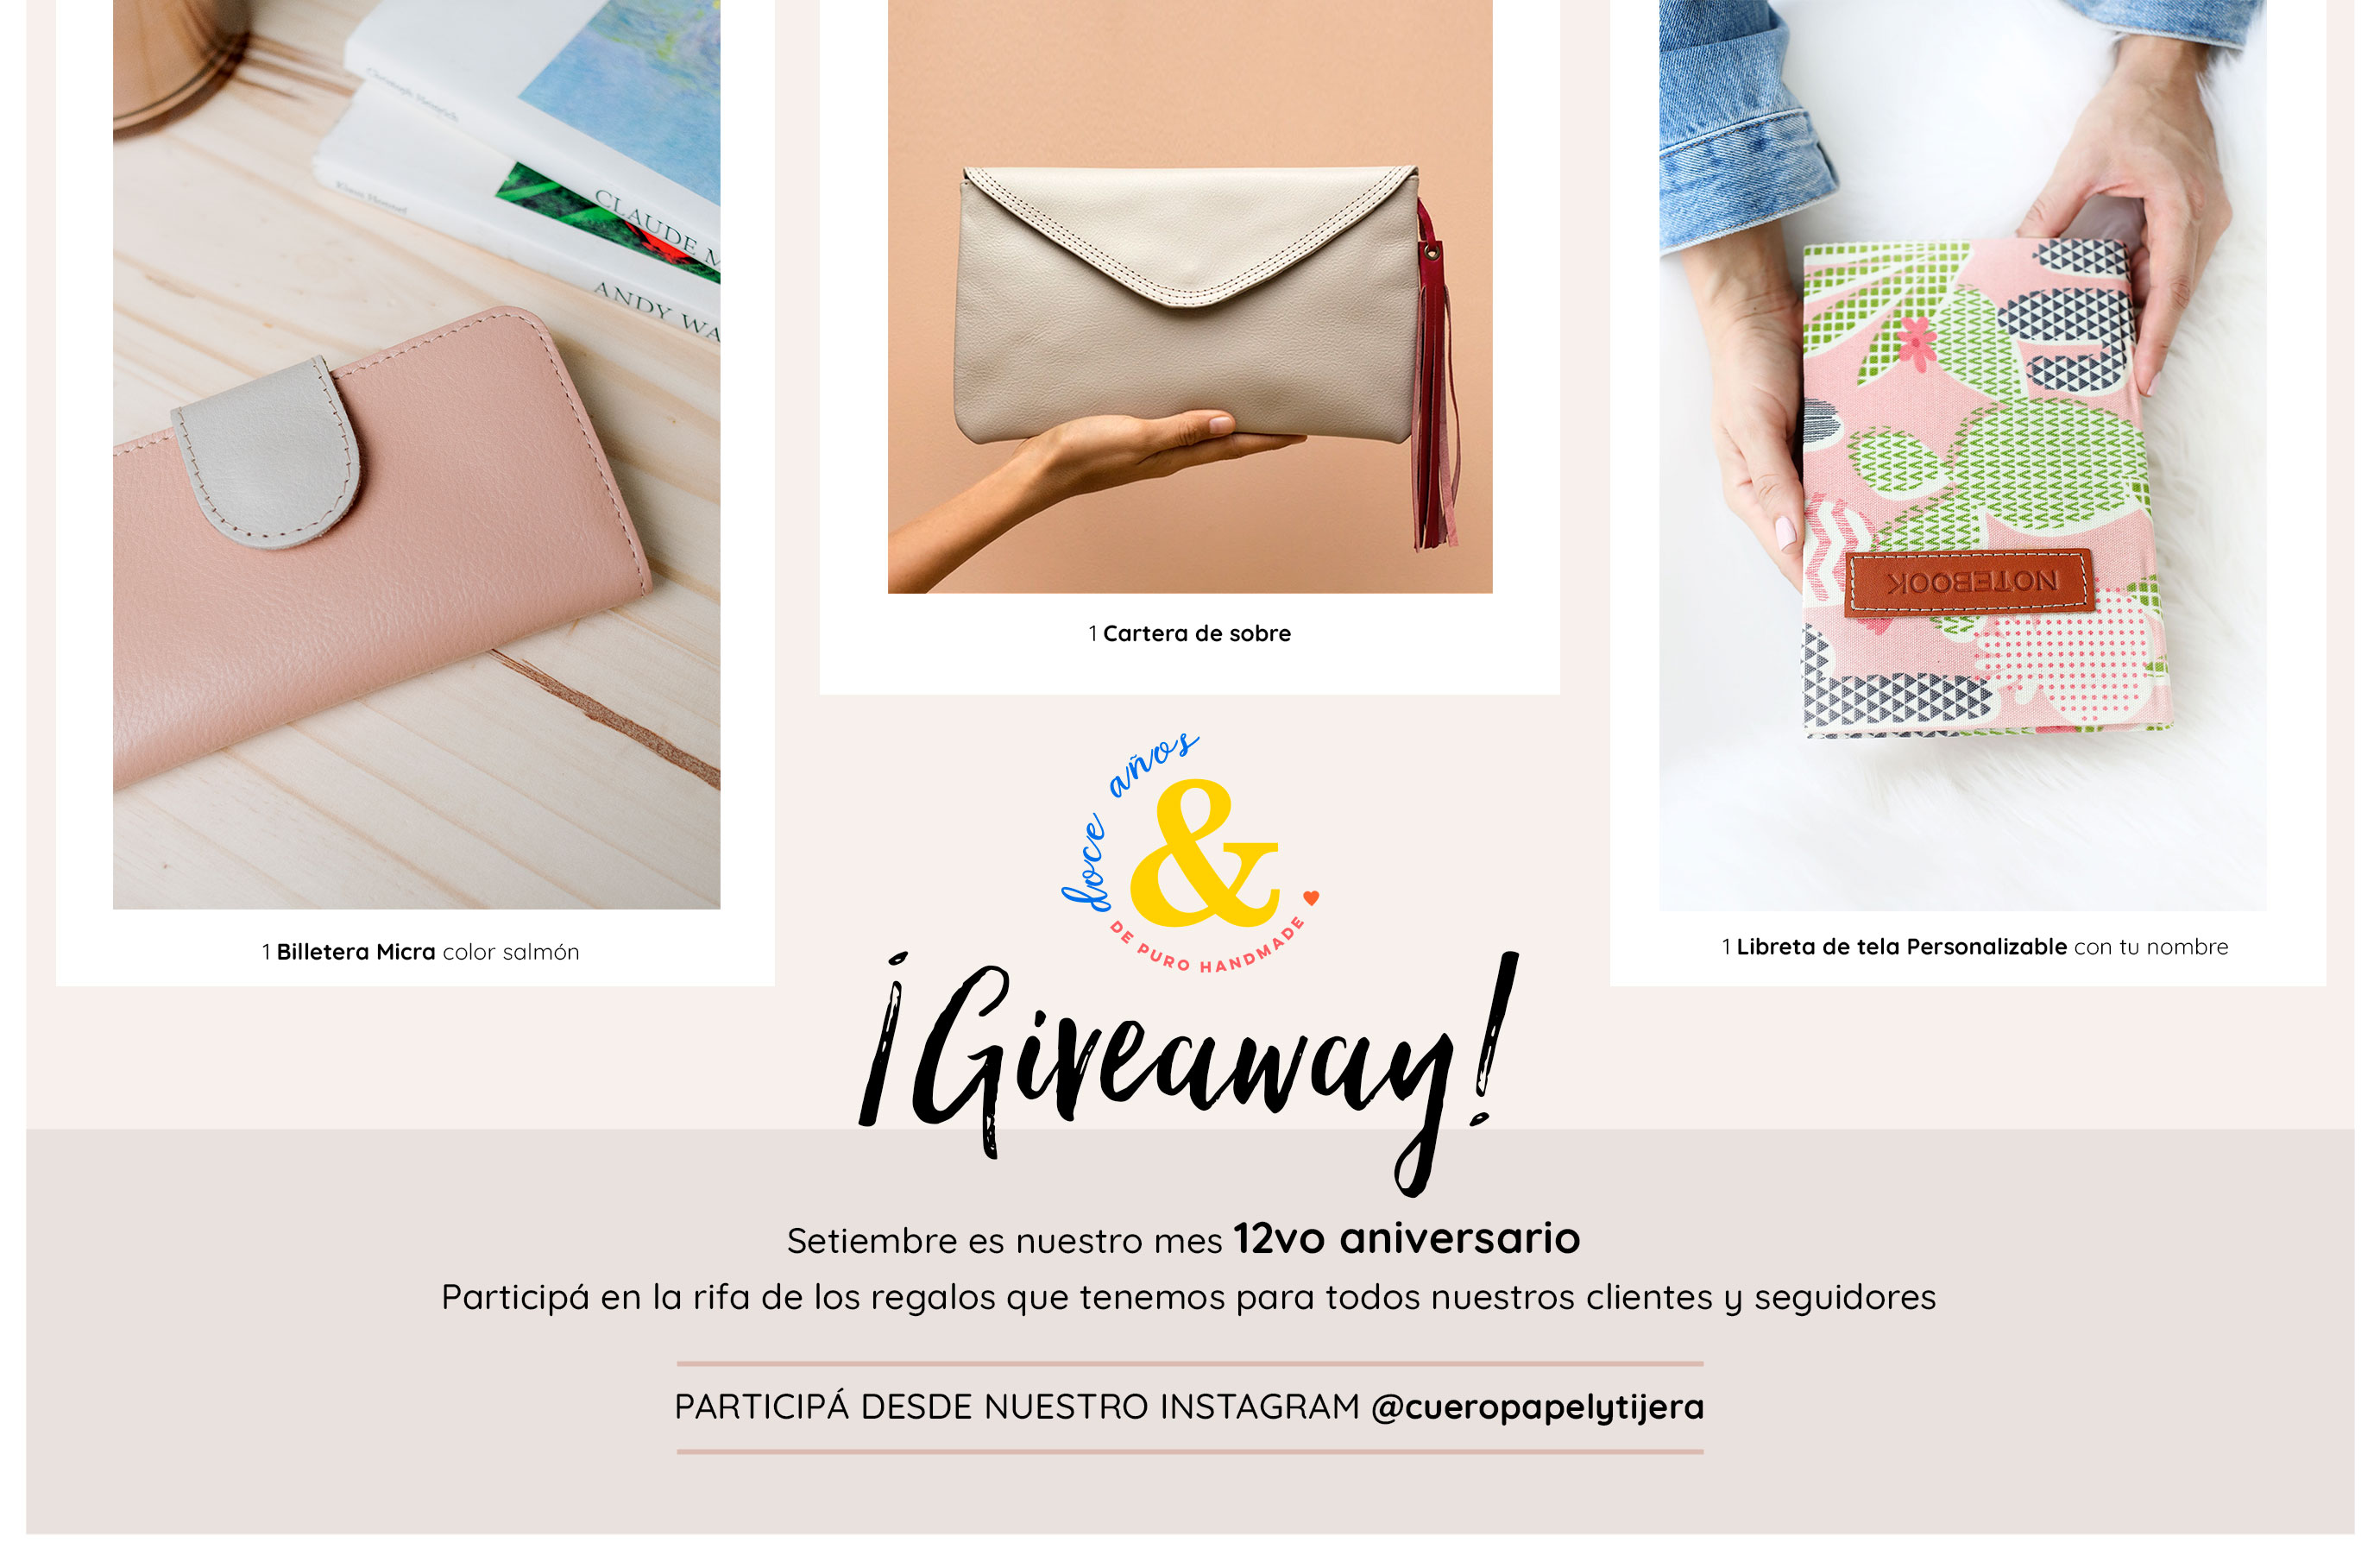 CLAUDE M
ANDY WA
NOTEBOOK
1 Cartera de sobre
1 Billetera Micra color salmón
1 Libreta de tela Personalizable con tu nombre
doce años
&
DE PURO HANDMADE
¡Giveaway!
Setiembre es nuestro mes 12vo aniversario
Participá en la rifa de los regalos que tenemos para todos nuestros clientes y seguidores
PARTICIPÁ DESDE NUESTRO INSTAGRAM @cueropapelytijera